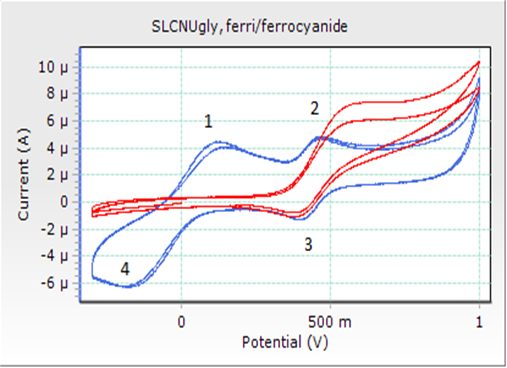 SLCNUgly, ferri/ferrocyanide
10 µ
8 µ
6 µ
4 µ
2 µ
0
-2 µ
-4 µ
-6 µ
Current (A)
1
2
3
4
0
500 m
1
Potential (V)